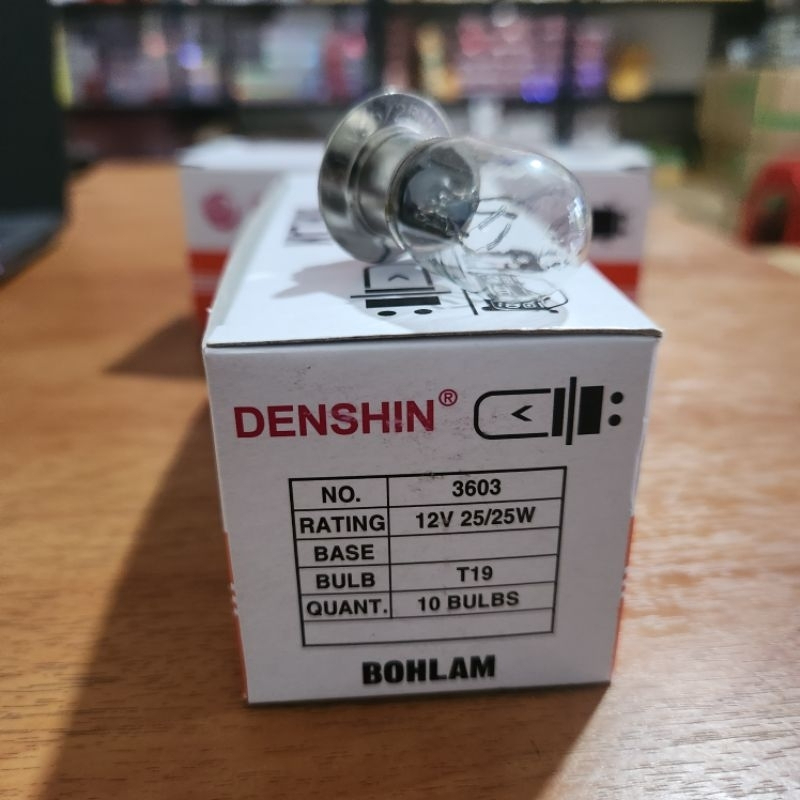 DENSHIN®
NO. 3603
RATING 12V 25/25W
BASE
BULB T19
QUANT. 10 BULBS
BOHLAM